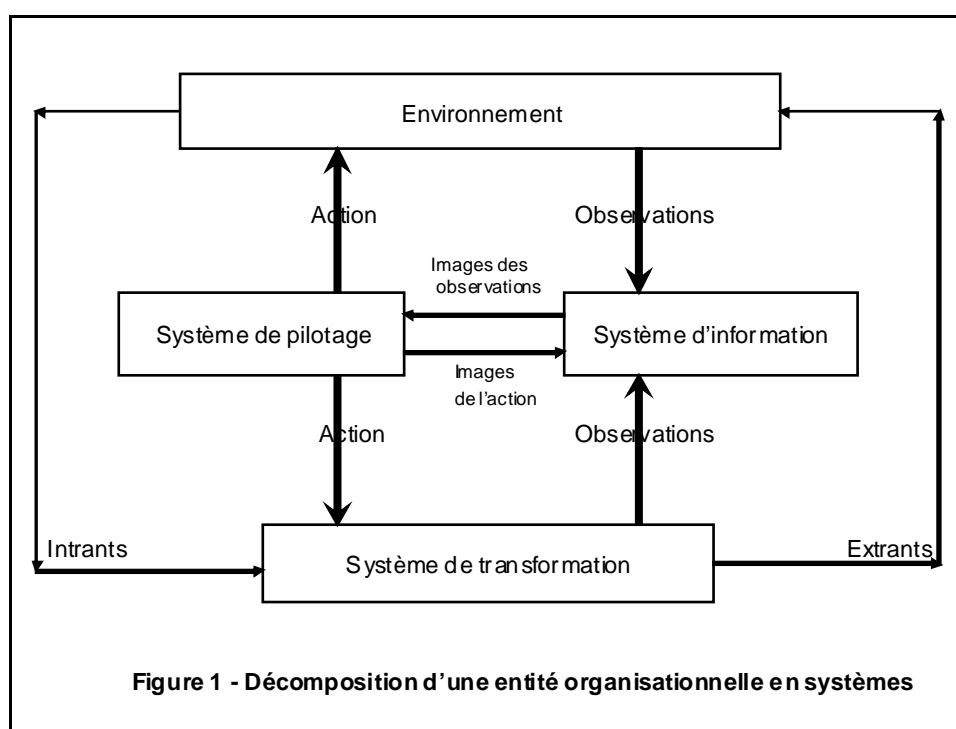 Environnement
Action
Observations
Images des
observations
Système de pilotage
Système d'information
Images
de l'action
Action
Observations
Intrants
Extrants
Système de transformation
Figure 1 - Décomposition d'une entité organisationnelle en systèmes